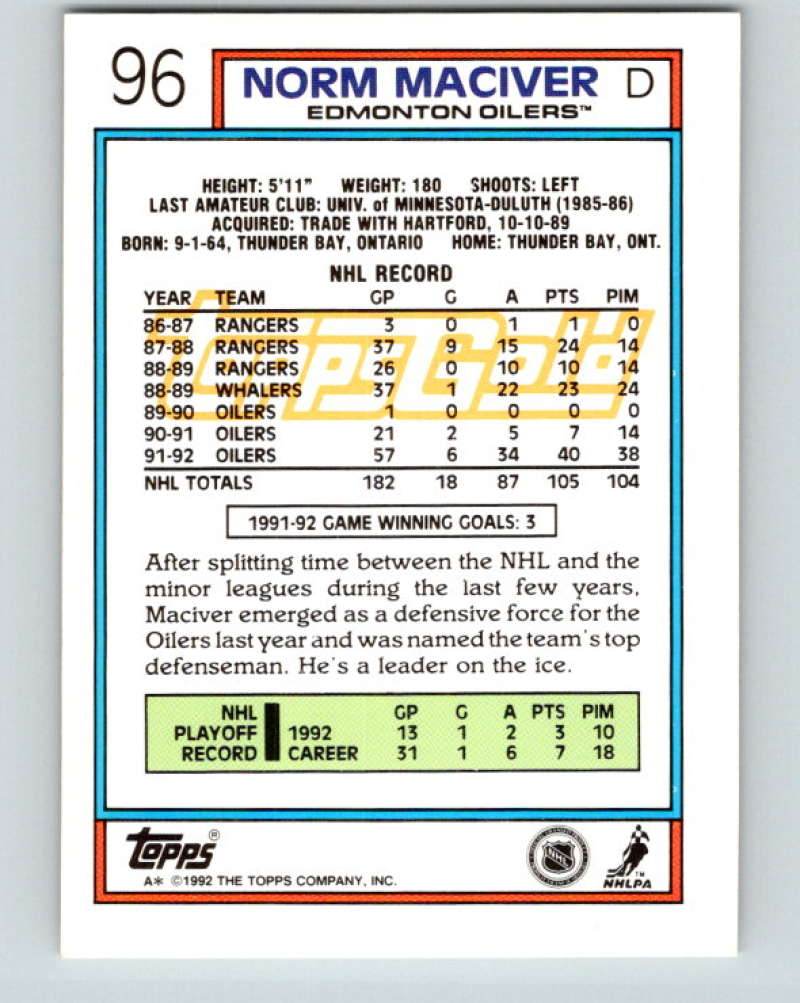 96
NORM MACIVER D
EDMONTON OILERS™
HEIGHT: 5'11" WEIGHT: 180 SHOOTS: LEFT
LAST AMATEUR CLUB: UNIV. of MINNESOTA-DULUTH (1985-86)
ACQUIRED: TRADE WITH HARTFORD, 10-10-89
BORN: 9-1-64, THUNDER BAY, ONTARIO HOME: THUNDER BAY, ONT.
NHL RECORD
YEAR TEAM GP G A PTS PIM
86-87 RANGERS 3 0 1 1 0
87-88 RANGERS 37 9 15 24 14
88-89 RANGERS 26 0 10 10 14
88-89 WHALERS 37 1 22 23 24
89-90 OILERS 1 0 0 0 0
90-91 OILERS 21 2 5 7 14
91-92 OILERS 57 6 34 40 38
NHL TOTALS 182 18 87 105 104
Topps Gold
1991-92 GAME WINNING GOALS: 3
After splitting time between the NHL and the
minor leagues during the last few years,
Maciver emerged as a defensive force for the
Oilers last year and was named the team's top
defenseman. He's a leader on the ice.
NHL GP G A PTS PIM
PLAYOFF 1992 13 1 2 3 10
RECORD CAREER 31 1 6 7 18
Topps®
A* ©1992 THE TOPPS COMPANY, INC.
NHL
NHLPA™